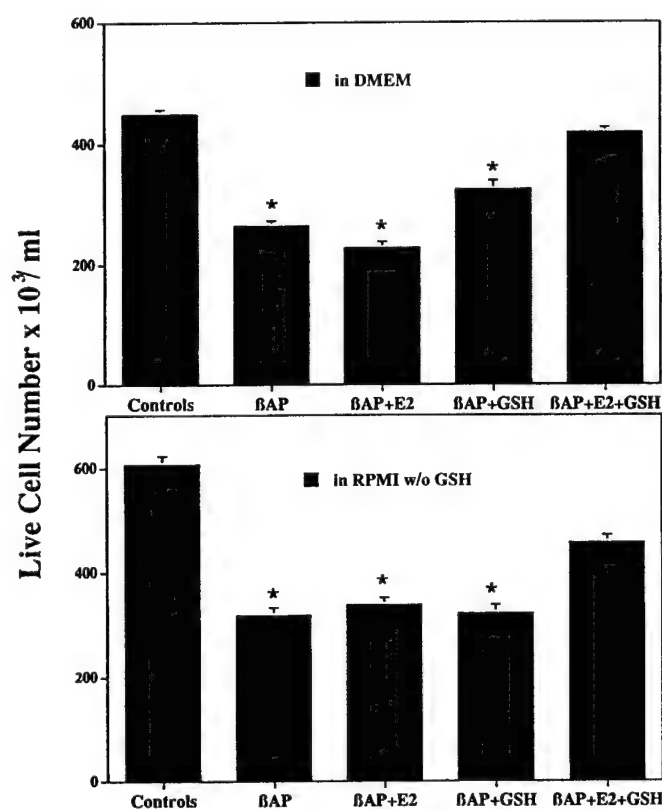 Live Cell Number x 10³/ ml
600
400
200
0
■ in DMEM
*
*
*
Controls
ßAP
ßAP+E2
ßAP+GSH
ßAP+E2+GSH
600
400
200
0
■ in RPMI w/o GSH
*
*
*
Controls
ßAP
ßAP+E2
ßAP+GSH
ßAP+E2+GSH